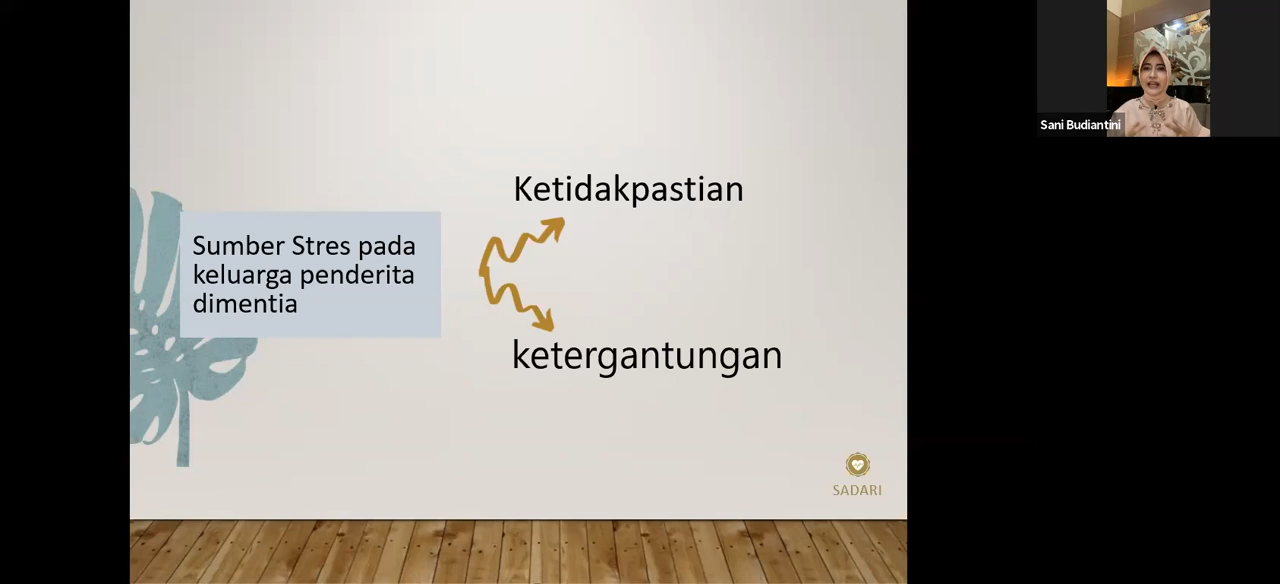 Sani Budiantini
Ketidakpastian
Sumber Stres pada
keluarga penderita
dimentia
ketergantungan
SADARI